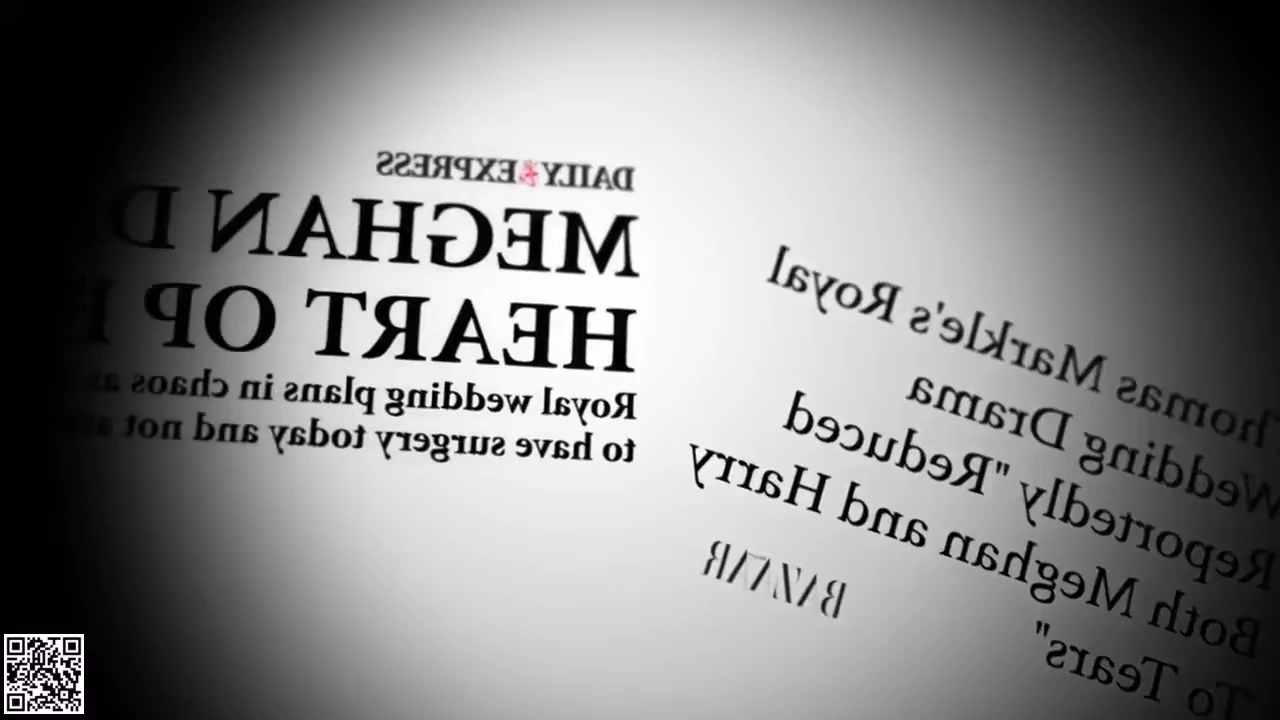 DAILY EXPRESS
MEGHAN D
HEART OP
Royal wedding plans in chaos as
to have surgery today and not
Thomas Markle's Royal
Wedding Drama
Reportedly "Reduced
Both Meghan and Harry
To Tears"
BAZAAR